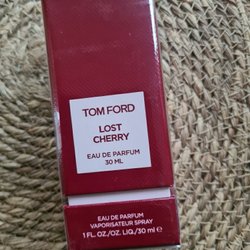 TOM FORD
LOST
CHERRY
EAU DE PARFUM
30 ML
EAU DE PARFUM
VAPORISATEUR SPRAY
1 FL.OZ./OZ.LIQ./30 ml ℮